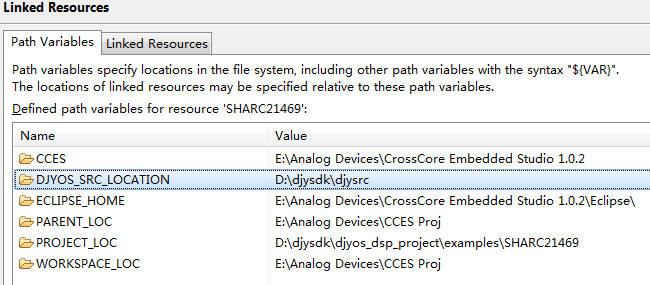 Linked Resources
Path Variables Linked Resources
Path variables specify locations in the file system, including other path variables with the syntax "${VAR}".
The locations of linked resources may be specified relative to these path variables.
Defined path variables for resource 'SHARC21469':
Name Value
CCES E:\Analog Devices\CrossCore Embedded Studio 1.0.2
DJYOS_SRC_LOCATION D:\djysdk\djysrc
ECLIPSE_HOME E:\Analog Devices\CrossCore Embedded Studio 1.0.2\Eclipse\
PARENT_LOC E:\Analog Devices\CCES Proj
PROJECT_LOC D:\djysdk\djyos_dsp_project\examples\SHARC21469
WORKSPACE_LOC E:\Analog Devices\CCES Proj